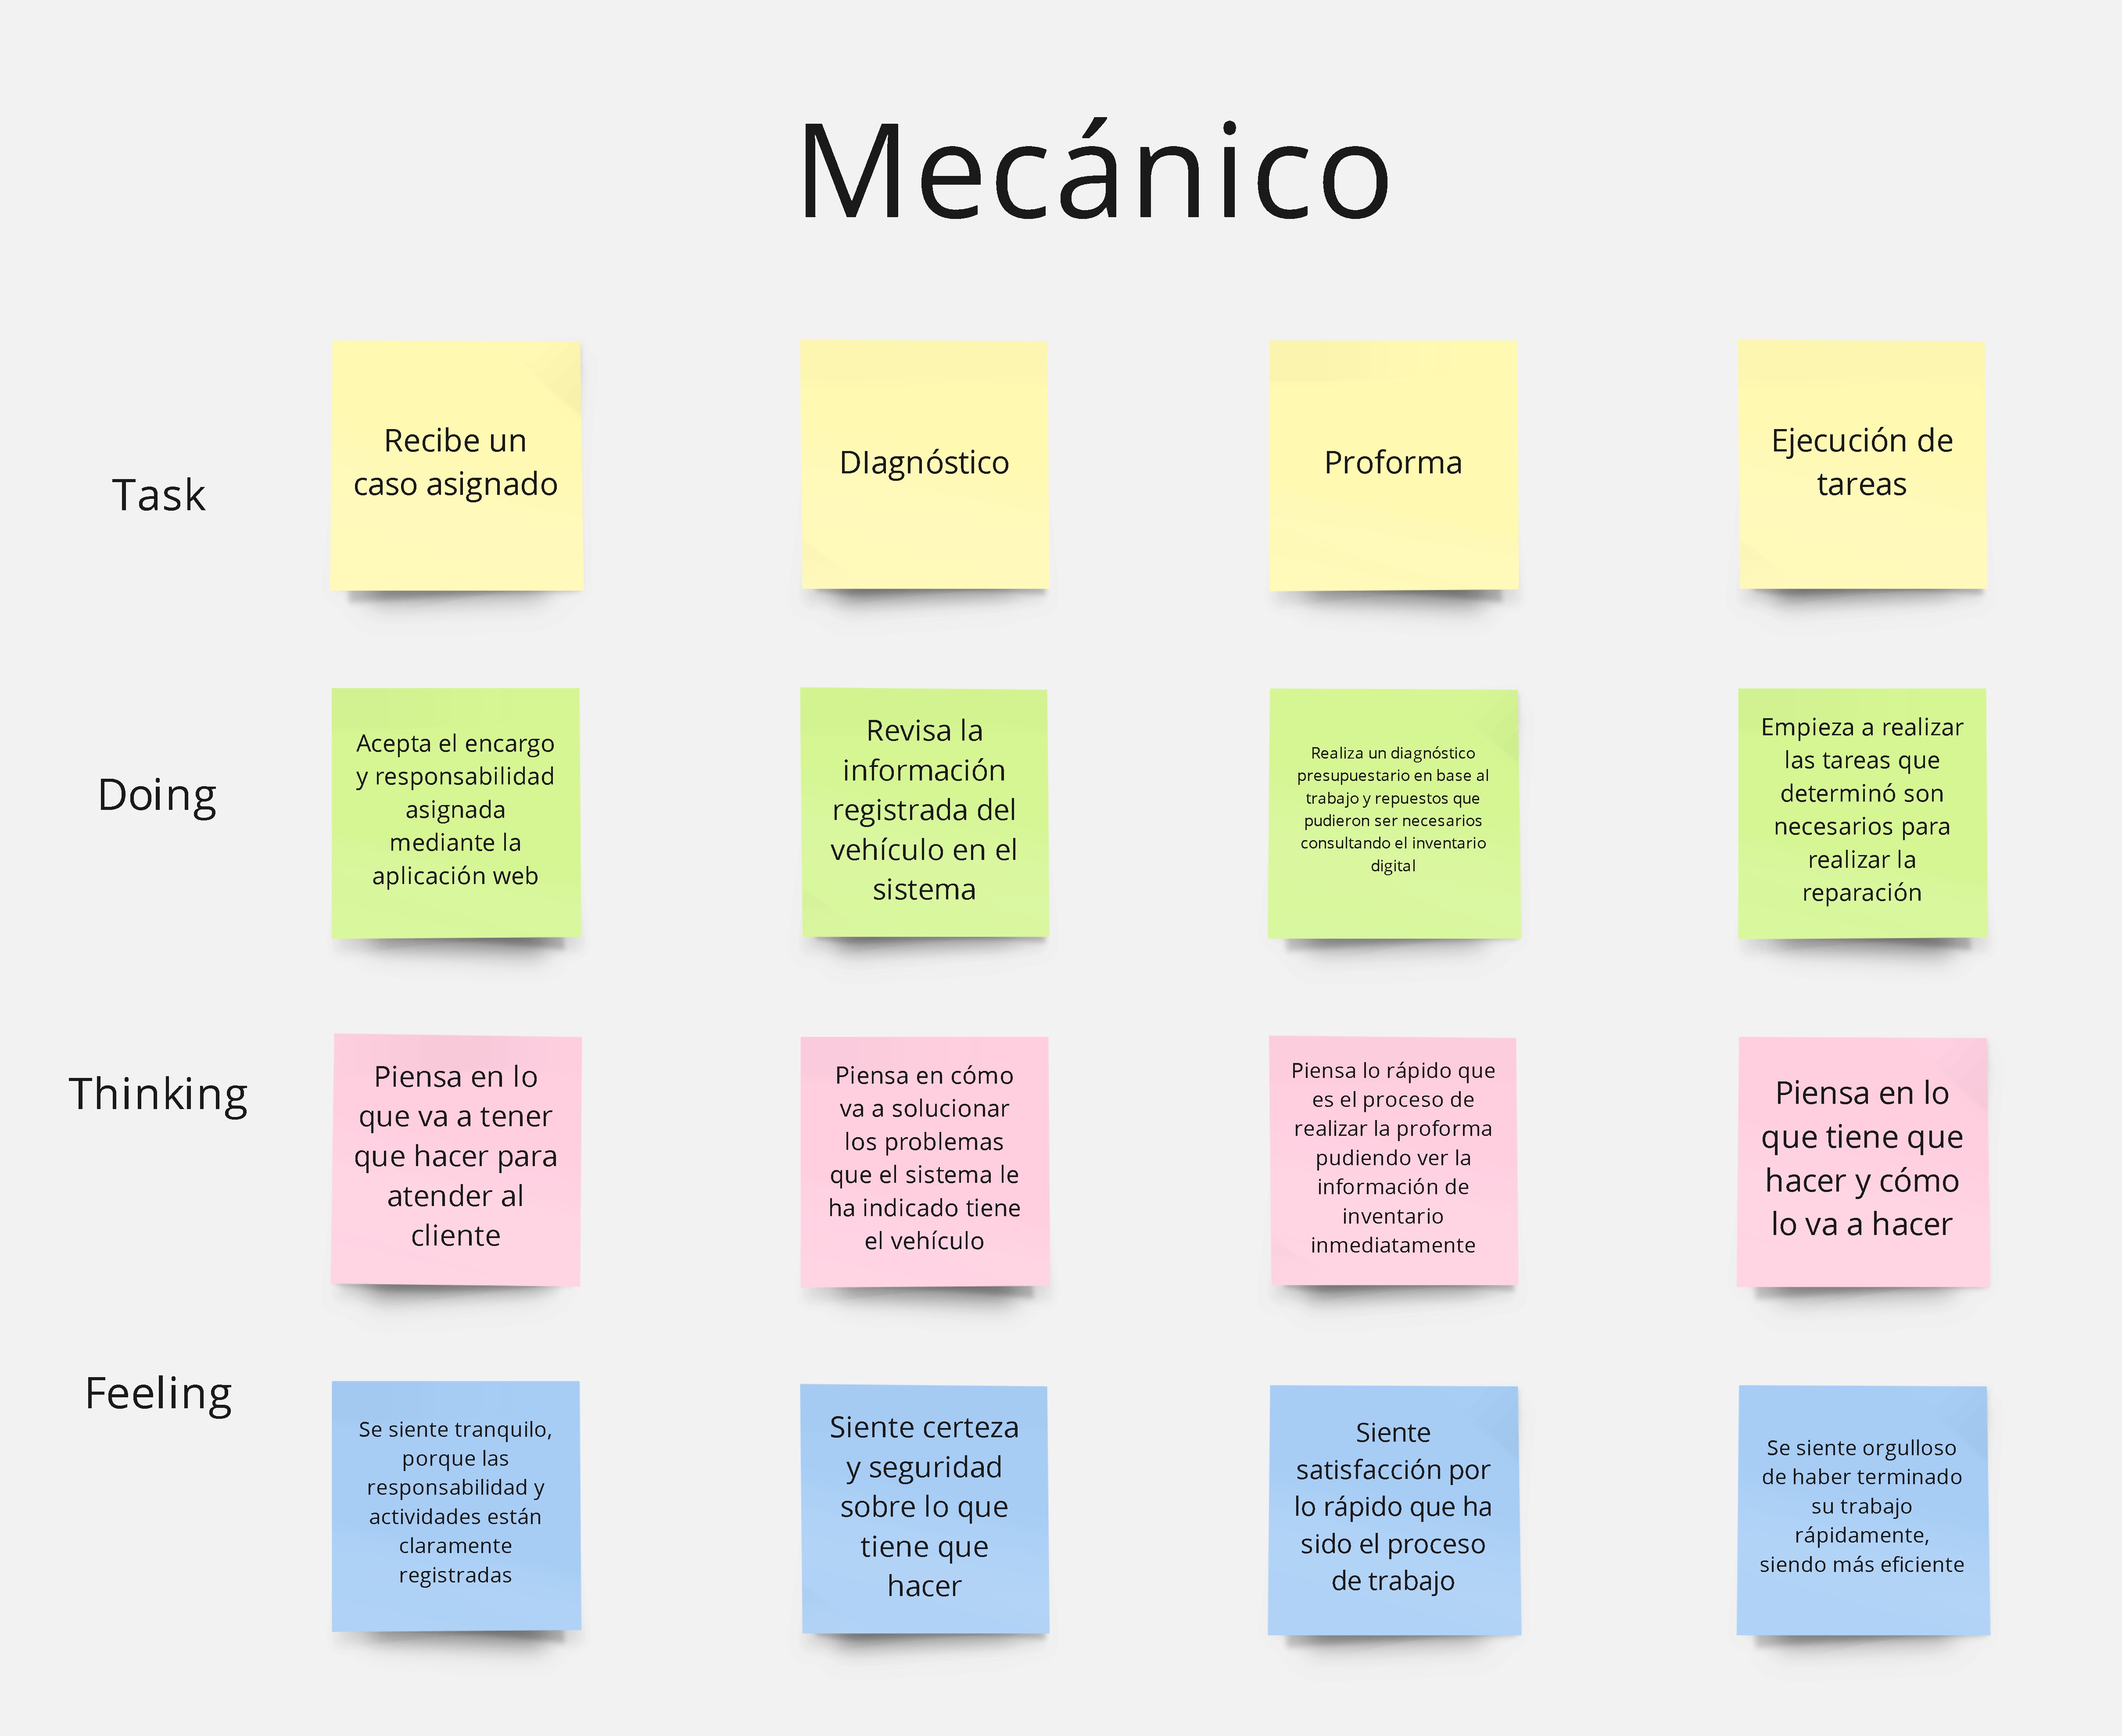 Mecánico
Task
Recibe un
caso asignado
DIagnóstico
Proforma
Ejecución de
tareas
Doing
Acepta el encargo
y responsabilidad
asignada
mediante la
aplicación web
Revisa la
información
registrada del
vehículo en el
sistema
Realiza un diagnóstico
presupuestario en base al
trabajo y repuestos que
pudieron ser necesarios
consultando el inventario
digital
Empieza a realizar
las tareas que
determinó son
necesarios para
realizar la
reparación
Thinking
Piensa en lo
que va a tener
que hacer para
atender al
cliente
Piensa en cómo
va a solucionar
los problemas
que el sistema le
ha indicado tiene
el vehículo
Piensa lo rápido que
es el proceso de
realizar la proforma
pudiendo ver la
información de
inventario
inmediatamente
Piensa en lo
que tiene que
hacer y cómo
lo va a hacer
Feeling
Se siente tranquilo,
porque las
responsabilidad y
actividades están
claramente
registradas
Siente certeza
y seguridad
sobre lo que
tiene que
hacer
Siente
satisfacción por
lo rápido que ha
sido el proceso
de trabajo
Se siente orgulloso
de haber terminado
su trabajo
rápidamente,
siendo más eficiente